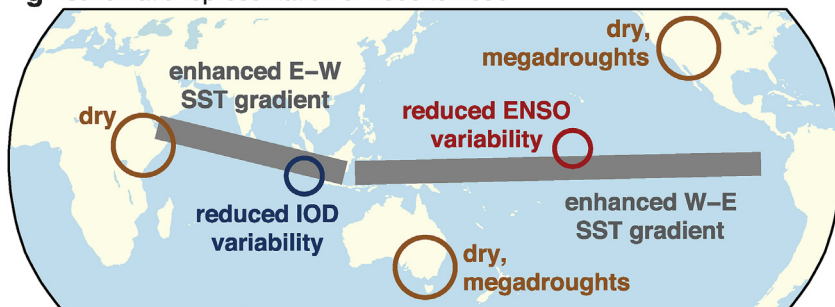 dry,
megadroughts
enhanced E–W
SST gradient
dry
reduced ENSO
variability
reduced IOD
variability
enhanced W–E
SST gradient
dry,
megadroughts